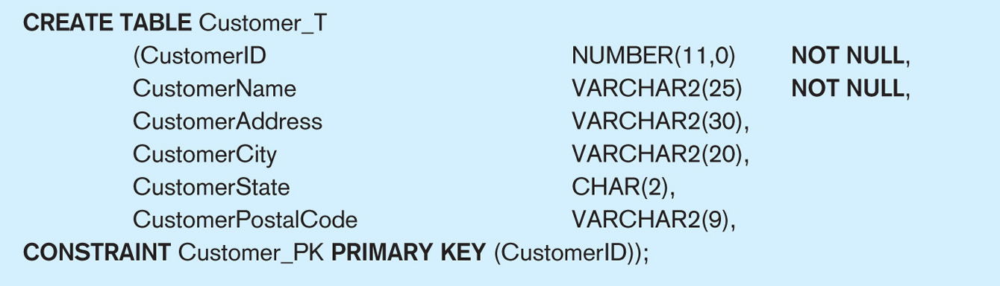 CREATE TABLE Customer_T
(CustomerID NUMBER(11,0) NOT NULL,
CustomerName VARCHAR2(25) NOT NULL,
CustomerAddress VARCHAR2(30),
CustomerCity VARCHAR2(20),
CustomerState CHAR(2),
CustomerPostalCode VARCHAR2(9),
CONSTRAINT Customer_PK PRIMARY KEY (CustomerID));